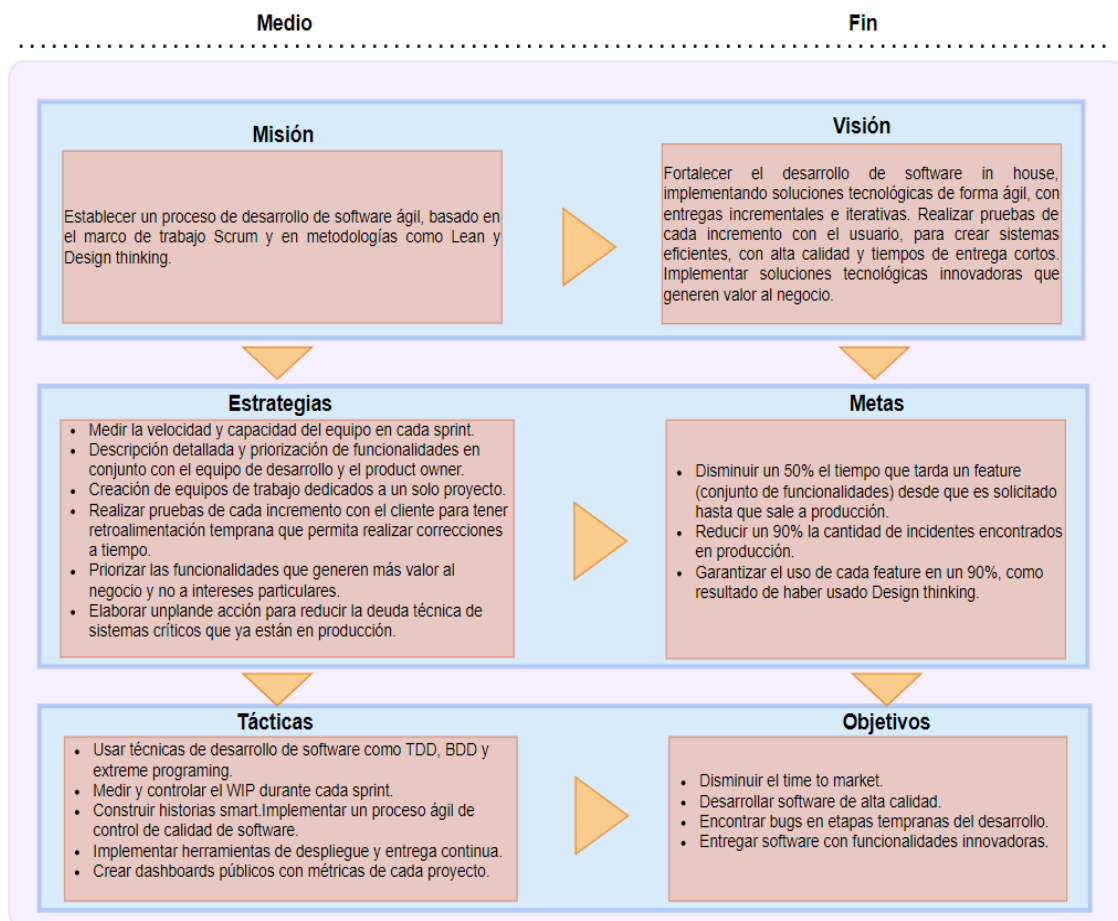 Medio
Fin
Misión
Establecer un proceso de desarrollo de software ágil, basado en
el marco de trabajo Scrum y en metodologías como Lean y
Design thinking.
Visión
Fortalecer el desarrollo de software in house,
implementando soluciones tecnológicas de forma ágil, con
entregas incrementales e iterativas. Realizar pruebas de
cada incremento con el usuario, para crear sistemas
eficientes, con alta calidad y tiempos de entrega cortos.
Implementar soluciones tecnológicas innovadoras que
generen valor al negocio.
Estrategias
• Medir la velocidad y capacidad del equipo en cada sprint.
• Descripción detallada y priorización de funcionalidades en
conjunto con el equipo de desarrollo y el product owner.
• Creación de equipos de trabajo dedicados a un solo proyecto.
• Realizar pruebas de cada incremento con el cliente para tener
retroalimentación temprana que permita realizar correcciones
a tiempo.
• Priorizar las funcionalidades que generen más valor al
negocio y no a intereses particulares.
• Elaborar unplande acción para reducir la deuda técnica de
sistemas críticos que ya están en producción.
Metas
• Disminuir un 50% el tiempo que tarda un feature
(conjunto de funcionalidades) desde que es solicitado
hasta que sale a producción.
• Reducir un 90% la cantidad de incidentes encontrados
en producción.
• Garantizar el uso de cada feature en un 90%, como
resultado de haber usado Design thinking.
Tácticas
• Usar técnicas de desarrollo de software como TDD, BDD y
extreme programing.
• Medir y controlar el WIP durante cada sprint.
• Construir historias smart.Implementar un proceso ágil de
control de calidad de software.
• Implementar herramientas de despliegue y entrega continua.
• Crear dashboards públicos con métricas de cada proyecto.
Objetivos
• Disminuir el time to market.
• Desarrollar software de alta calidad.
• Encontrar bugs en etapas tempranas del desarrollo.
• Entregar software con funcionalidades innovadoras.